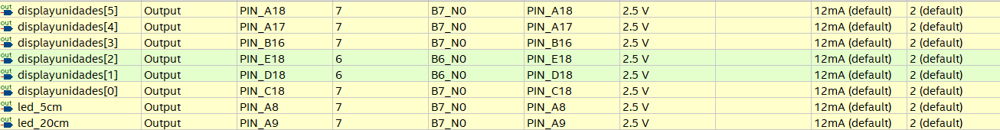 out displayunidades[5] Output PIN_A18 7 B7_N0 PIN_A18 2.5 V 12mA (default) 2 (default)
out displayunidades[4] Output PIN_A17 7 B7_N0 PIN_A17 2.5 V 12mA (default) 2 (default)
out displayunidades[3] Output PIN_B16 7 B7_N0 PIN_B16 2.5 V 12mA (default) 2 (default)
out displayunidades[2] Output PIN_E18 6 B6_N0 PIN_E18 2.5 V 12mA (default) 2 (default)
out displayunidades[1] Output PIN_D18 6 B6_N0 PIN_D18 2.5 V 12mA (default) 2 (default)
out displayunidades[0] Output PIN_C18 7 B7_N0 PIN_C18 2.5 V 12mA (default) 2 (default)
out led_5cm Output PIN_A8 7 B7_N0 PIN_A8 2.5 V 12mA (default) 2 (default)
out led_20cm Output PIN_A9 7 B7_N0 PIN_A9 2.5 V 12mA (default) 2 (default)